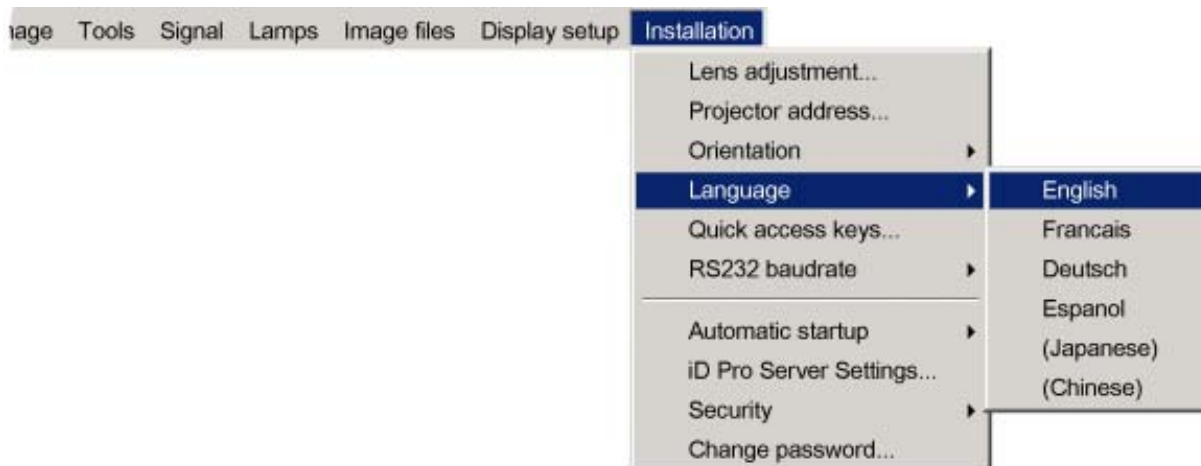 Tools Signal Lamps Image files Display setup Installation
Lens adjustment...
Projector address...
Orientation
Language
Quick access keys...
RS232 baudrate
Automatic startup
iD Pro Server Settings...
Security
Change password...
English
Francais
Deutsch
Espanol
(Japanese)
(Chinese)